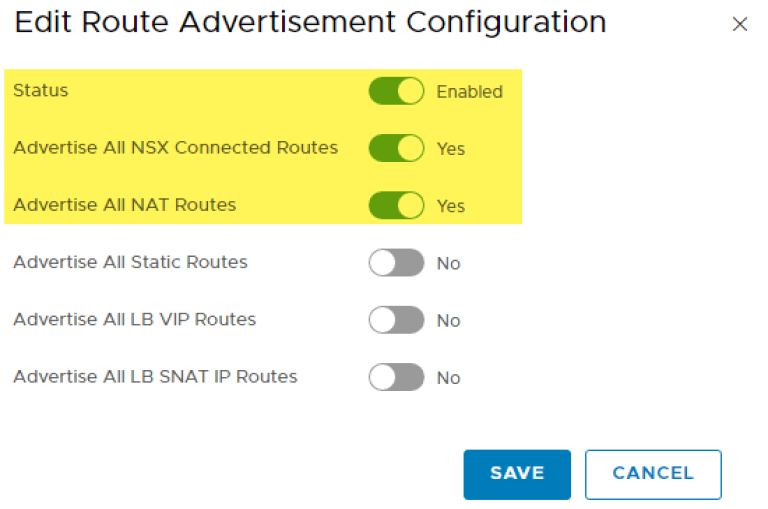 Edit Route Advertisement Configuration
Status Enabled
Advertise All NSX Connected Routes Yes
Advertise All NAT Routes Yes
Advertise All Static Routes No
Advertise All LB VIP Routes No
Advertise All LB SNAT IP Routes No
SAVE CANCEL